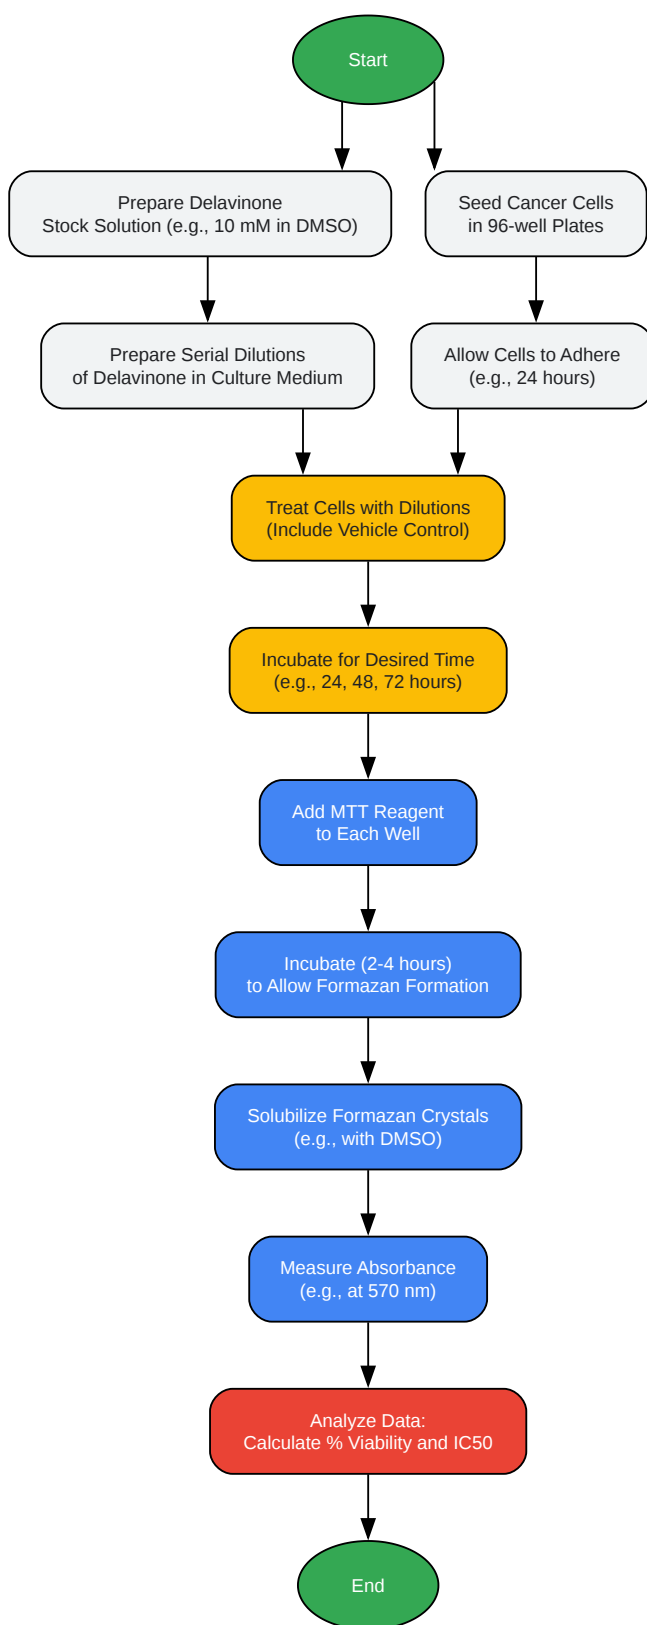 Start
Prepare Delavinone
Stock Solution (e.g., 10 mM in DMSO)
Seed Cancer Cells
in 96-well Plates
Prepare Serial Dilutions
of Delavinone in Culture Medium
Allow Cells to Adhere
(e.g., 24 hours)
Treat Cells with Dilutions
(Include Vehicle Control)
Incubate for Desired Time
(e.g., 24, 48, 72 hours)
Add MTT Reagent
to Each Well
Incubate (2-4 hours)
to Allow Formazan Formation
Solubilize Formazan Crystals
(e.g., with DMSO)
Measure Absorbance
(e.g., at 570 nm)
Analyze Data:
Calculate % Viability and IC50
End